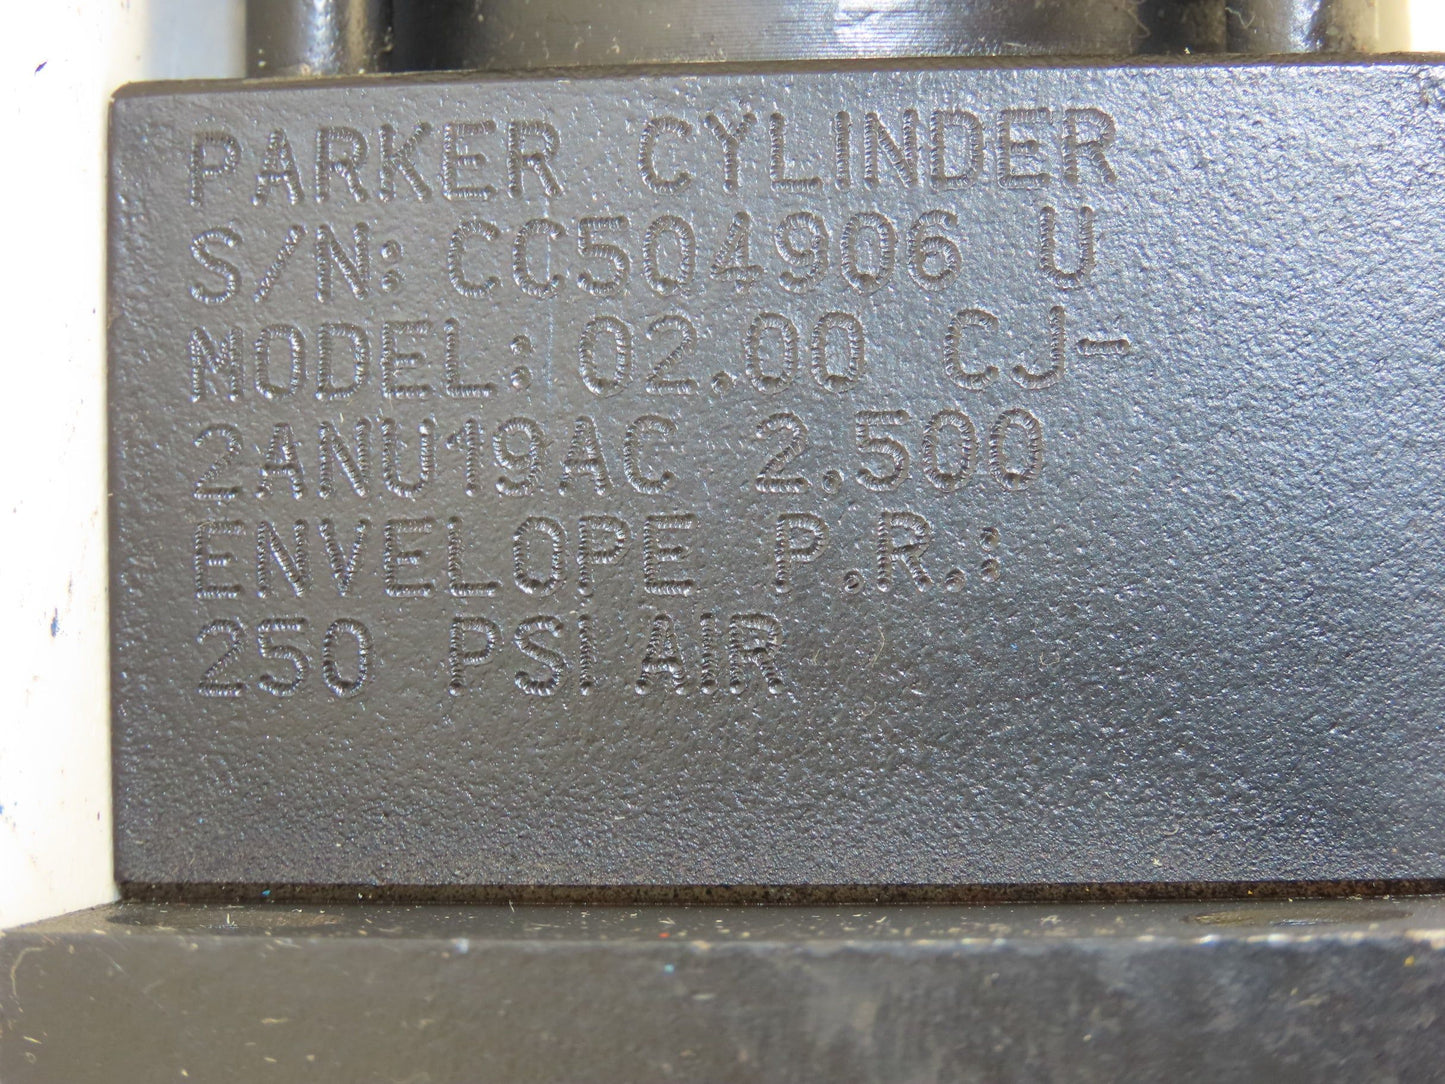 PARKER CYLINDER
S/N: CC504906 U
MODEL: 02.00 CJ-
2ANU19AC 2.500
ENVELOPE P.R.:
250 PSI AIR